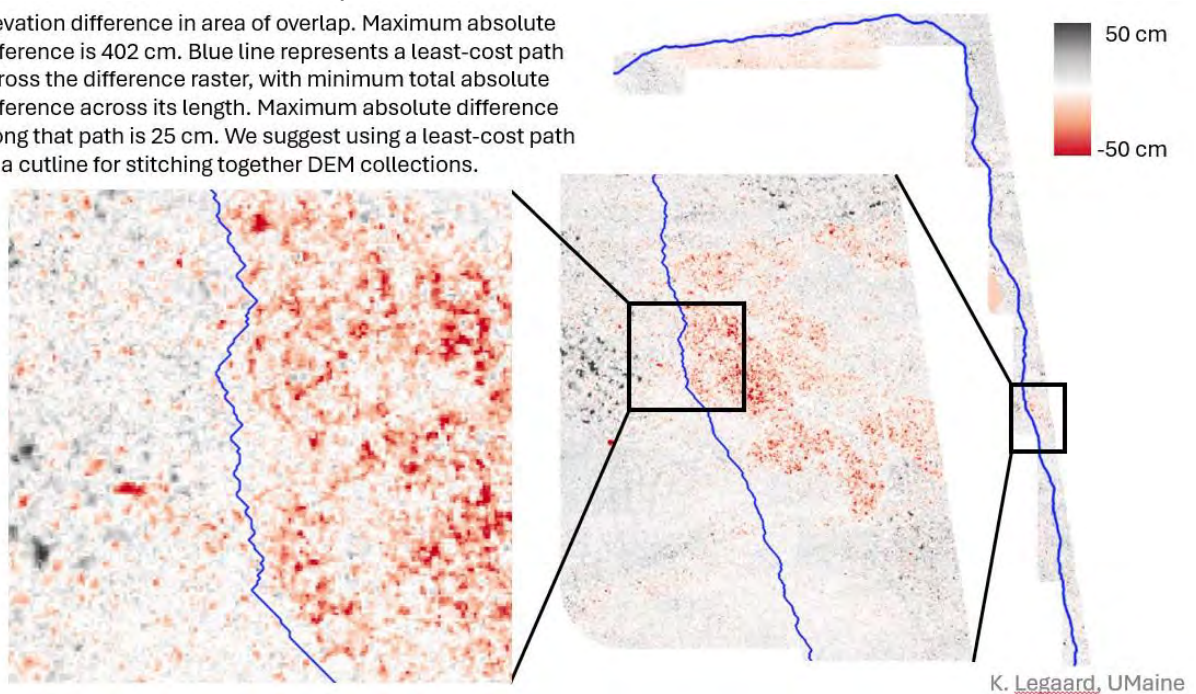 evation difference in area of overlap. Maximum absolute
fference is 402 cm. Blue line represents a least-cost path
ross the difference raster, with minimum total absolute
fference across its length. Maximum absolute difference
ong that path is 25 cm. We suggest using a least-cost path
a cutline for stitching together DEM collections.
50 cm
-50 cm
K. Legaard, UMaine